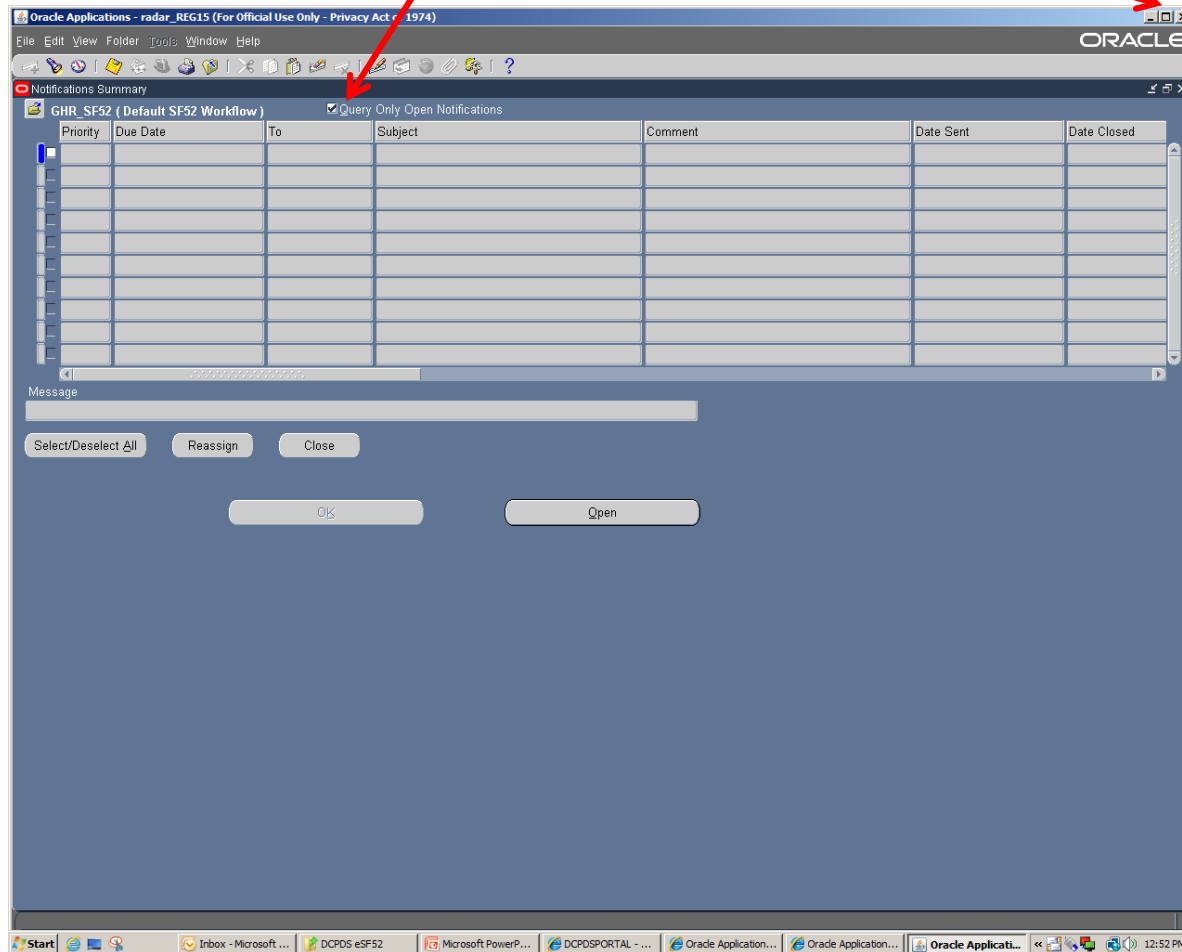 Oracle Applications - radar_REG15 (For Official Use Only - Privacy Act of 1974)
File Edit View Folder Tools Window Help
ORACLE
Notifications Summary
GHR_SF52 ( Default SF52 Workflow )
Query Only Open Notifications
Priority Due Date To Subject Comment Date Sent Date Closed
Message
Select/Deselect All Reassign Close
OK Open
Start Inbox - Microsoft ... DCPDS eSF52 Microsoft PowerP... DCPDSPORTAL - ... Oracle Application... Oracle Application... Oracle Applicati... « 12:52 PM